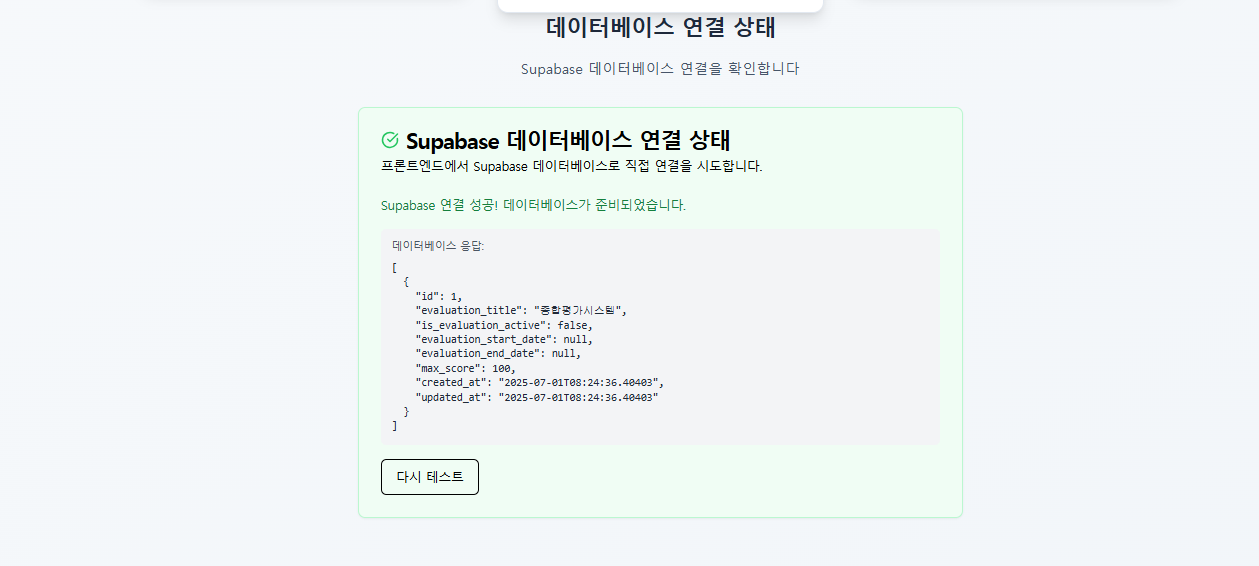 데이터베이스 연결 상태
Supabase 데이터베이스 연결을 확인합니다
Supabase 데이터베이스 연결 상태
프론트엔드에서 Supabase 데이터베이스로 직접 연결을 시도합니다.
Supabase 연결 성공! 데이터베이스가 준비되었습니다.
데이터베이스 응답:
[
  {
    "id": 1,
    "evaluation_title": "종합평가시스템",
    "is_evaluation_active": false,
    "evaluation_start_date": null,
    "evaluation_end_date": null,
    "max_score": 100,
    "created_at": "2025-07-01T08:24:36.40403",
    "updated_at": "2025-07-01T08:24:36.40403"
  }
]
다시 테스트